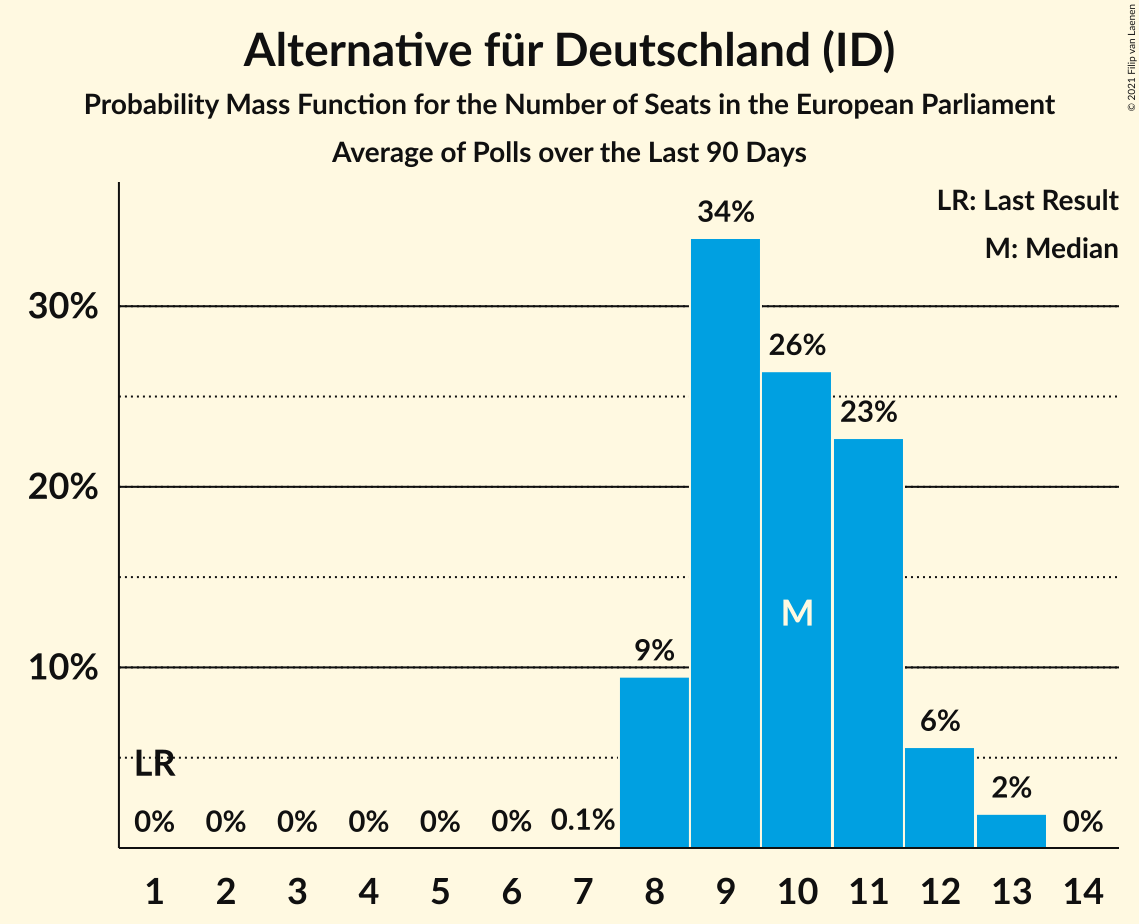 Alternative für Deutschland (ID)
Probability Mass Function for the Number of Seats in the European Parliament
Average of Polls over the Last 90 Days
© 2021 Filip van Laenen
LR: Last Result
M: Median
34%
30%
26%
23%
20%
M
10%
9%
6%
LR
2%
0% 0% 0% 0% 0% 0% 0.1% 0%
1 2 3 4 5 6 7 8 9 10 11 12 13 14